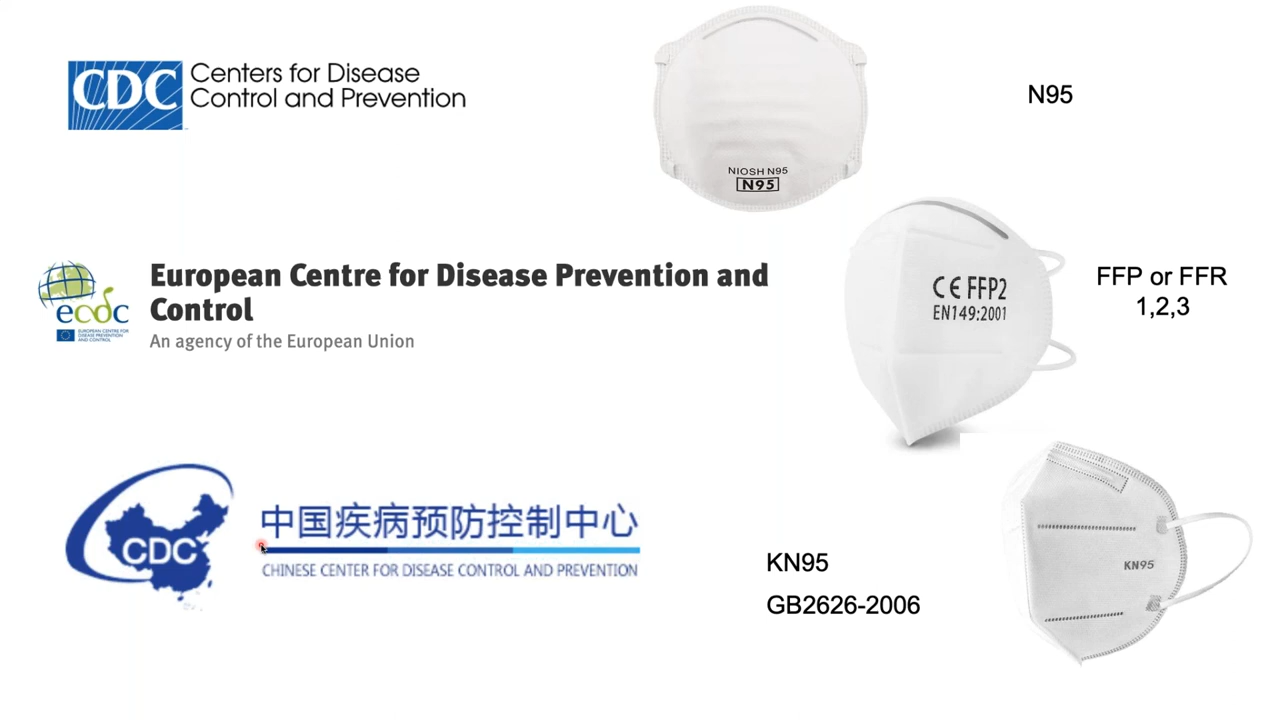 CDC
Centers for Disease
Control and Prevention
NIOSH N95
N95
N95
ecdc
EUROPEAN CENTRE FOR
DISEASE PREVENTION
AND CONTROL
European Centre for Disease Prevention and
Control
An agency of the European Union
CE FFP2
EN149:2001
FFP or FFR
1,2,3
CDC
中国疾病预防控制中心
CHINESE CENTER FOR DISEASE CONTROL AND PREVENTION
KN95
GB2626-2006
KN95